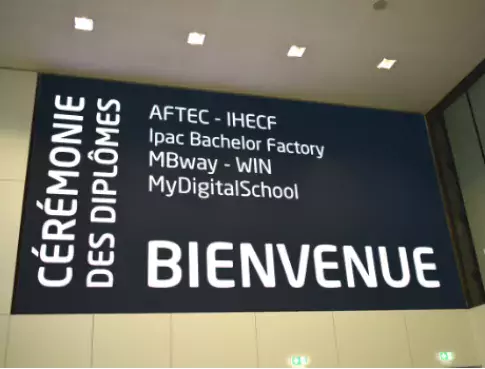 CÉRÉMONIE
DES DIPLÔMES
AFTEC - IHECF
Ipac Bachelor Factory
MBway - WIN
MyDigitalSchool
BIENVENUE